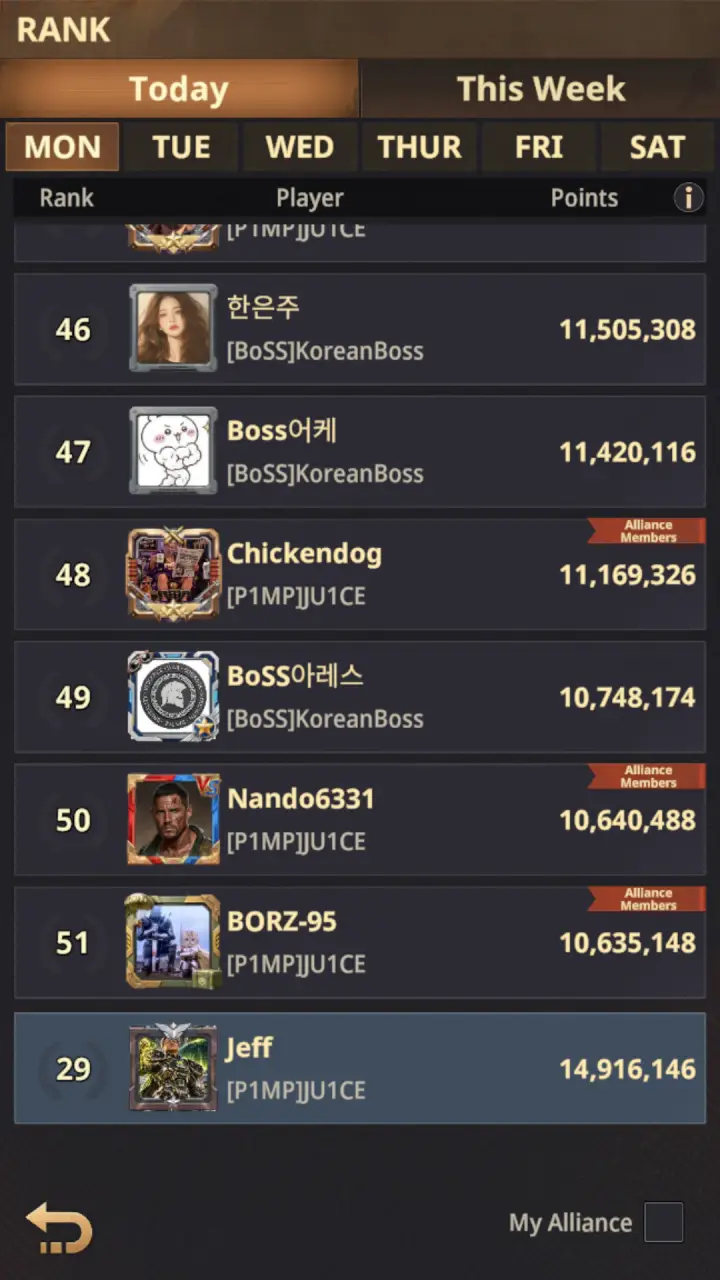 RANK
Today
This Week
MON
TUE
WED
THUR
FRI
SAT
Rank
Player
Points
[P1MP]JU1CE
46
한은주
[BoSS]KoreanBoss
11,505,308
47
Boss어케
[BoSS]KoreanBoss
11,420,116
Alliance
Members
48
Chickendog
[P1MP]JU1CE
11,169,326
49
BoSS아레스
[BoSS]KoreanBoss
10,748,174
Alliance
Members
50
Nando6331
[P1MP]JU1CE
10,640,488
Alliance
Members
51
BORZ-95
[P1MP]JU1CE
10,635,148
29
Jeff
[P1MP]JU1CE
14,916,146
My Alliance